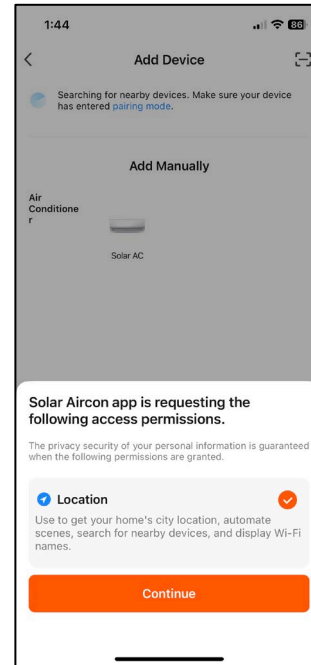 1:44
86
Add Device
Searching for nearby devices. Make sure your device
has entered pairing mode.
Add Manually
Air
Conditione
r
Solar AC
Solar Aircon app is requesting the
following access permissions.
The privacy security of your personal information is guaranteed
when the following permissions are granted.
Location
Use to get your home's city location, automate
scenes, search for nearby devices, and display Wi-Fi
names.
Continue